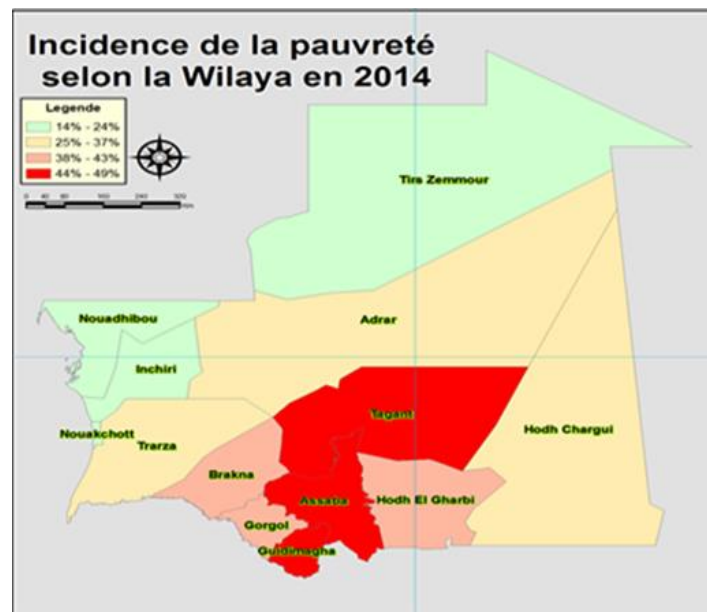 Incidence de la pauvreté
selon la Wilaya en 2014
Legende
14% - 24%
25% - 37%
38% - 43%
44% - 49%
Tirs Zemmour
Nouadhibou
Adrar
Inchiri
Nouakchott
Trarza
Tagant
Hodh Chargui
Brakna
Assaba
Hodh El Gharbi
Gorgol
Guidimagha